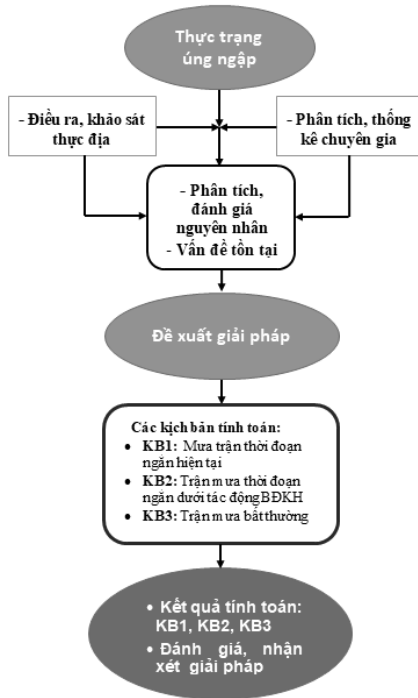 Thực trạng
úng ngập
- Điều ra, khảo sát
thực địa
- Phân tích, thống
kê chuyên gia
- Phân tích,
đánh giá
nguyên nhân
- Vấn đề tồn tại
Đề xuất giải pháp
Các kịch bản tính toán:
• KB1: Mưa trận thời đoạn
ngăn hiện tại
• KB2: Trận mưa thời đoạn
ngăn dưới tác động BĐKH
• KB3: Trận mưa bất thường
• Kết quả tính toán:
KB1, KB2, KB3
• Đánh giá, nhận
xét giải pháp